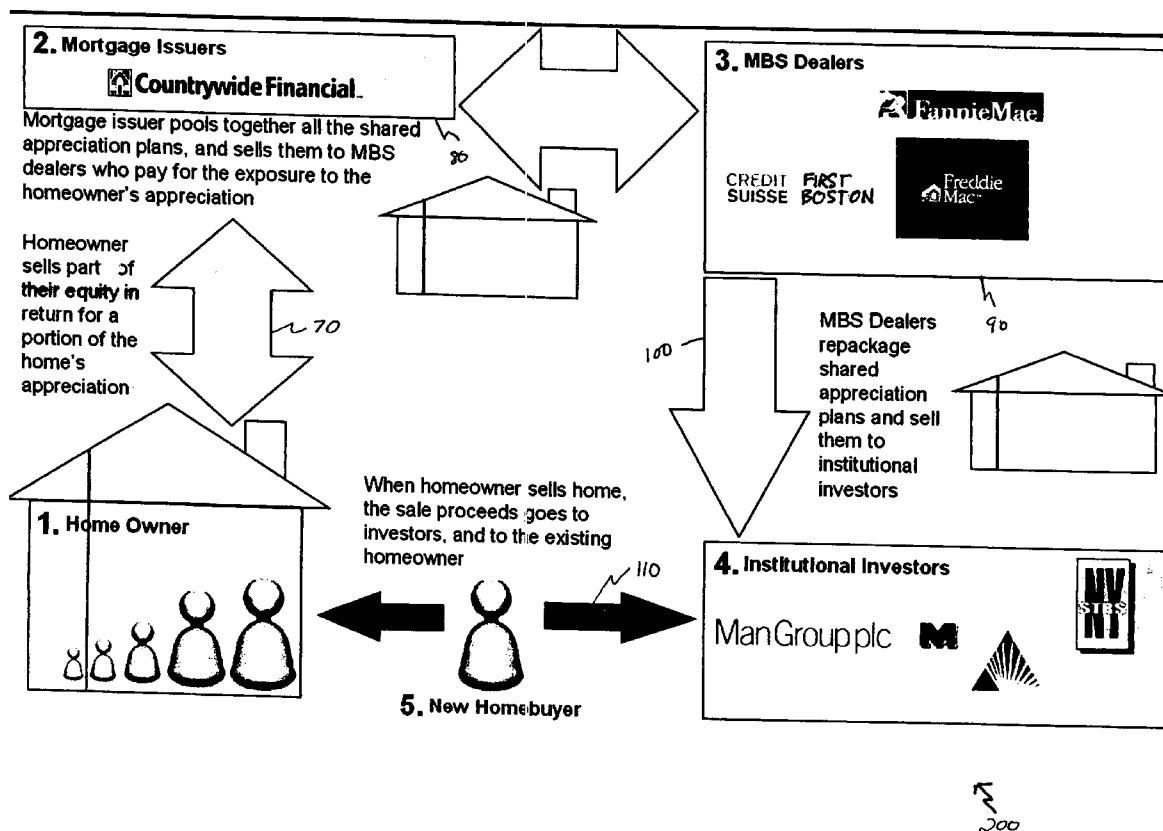 2. Mortgage Issuers
Countrywide Financial
Mortgage issuer pools together all the shared
appreciation plans, and sells them to MBS
dealers who pay for the exposure to the
homeowner's appreciation
80
3. MBS Dealers
FannieMae
CREDIT FIRST
SUISSE BOSTON
Freddie
Mac
90
Homeowner
sells part of
their equity in
return for a
portion of the
home's
appreciation
70
100
MBS Dealers
repackage
shared
appreciation
plans and sell
them to
institutional
investors
1. Home Owner
When homeowner sells home,
the sale proceeds goes to
investors, and to the existing
homeowner
110
5. New Homebuyer
4. Institutional Investors
Man Group plc
M
200